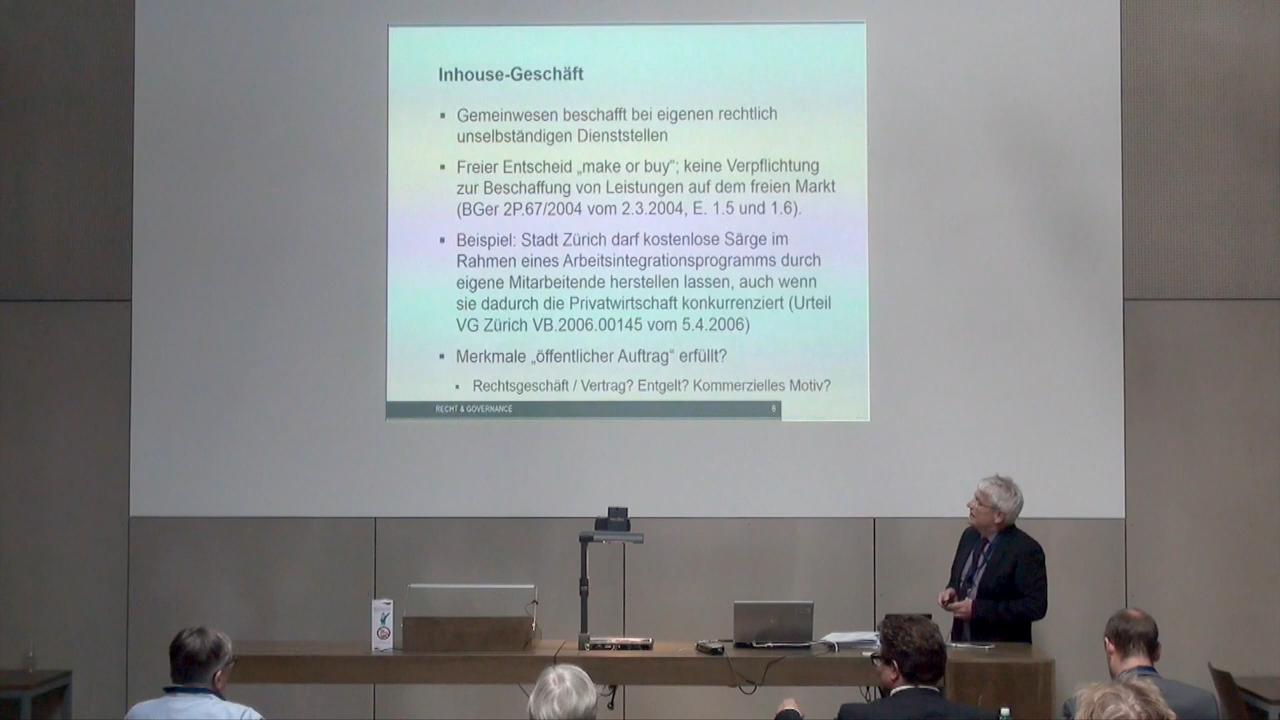 Inhouse-Geschäft
▪ Gemeinwesen beschafft bei eigenen rechtlich
unselbständigen Dienststellen
▪ Freier Entscheid „make or buy“; keine Verpflichtung
zur Beschaffung von Leistungen auf dem freien Markt
(BGer 2P.67/2004 vom 2.3.2004, E. 1.5 und 1.6).
▪ Beispiel: Stadt Zürich darf kostenlose Särge im
Rahmen eines Arbeitsintegrationsprogramms durch
eigene Mitarbeitende herstellen lassen, auch wenn
sie dadurch die Privatwirtschaft konkurrenziert (Urteil
VG Zürich VB.2006.00145 vom 5.4.2006)
▪ Merkmale „öffentlicher Auftrag“ erfüllt?
▪ Rechtsgeschäft / Vertrag? Entgelt? Kommerzielles Motiv?
RECHT & GOVERNANCE 6